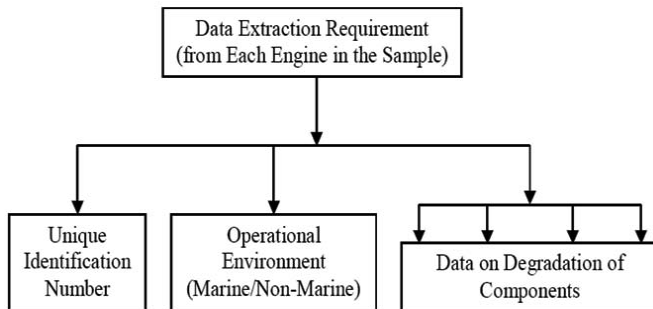 Data Extraction Requirement
(from Each Engine in the Sample)
Unique
Identification
Number
Operational
Environment
(Marine/Non-Marine)
Data on Degradation of
Components